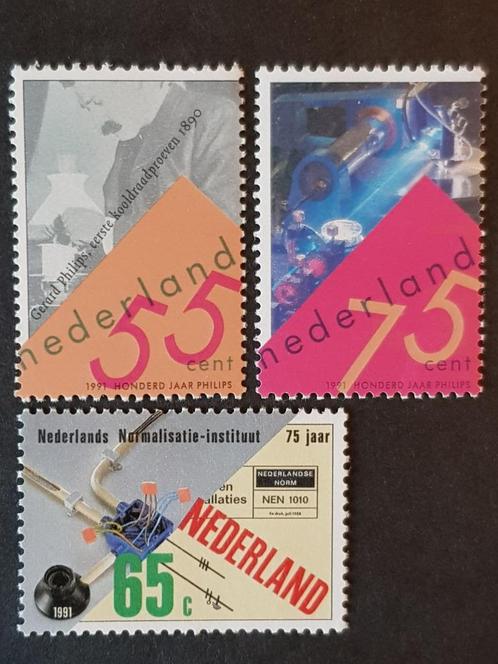 Gerard Philips, eerste kooldraadproeven 1890
nederland
55
cent
1991 HONDERD JAAR PHILIPS
nederland
75
cent
1991 HONDERD JAAR PHILIPS
Nederlands Normalisatie-instituut 75 jaar
NEDERLANDSE
NORM
en
allaties NEN 1010
NEDERLAND
65 c
1991